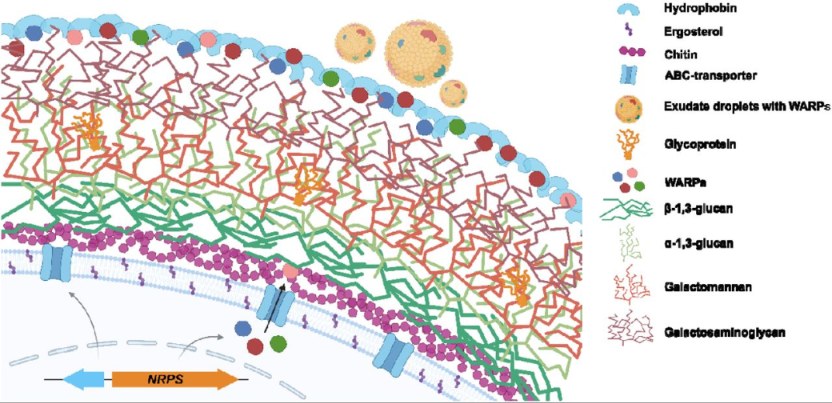 Hydrophobin
Ergosterol
Chitin
ABC-transporter
Exudate droplets with WARPs
Glycoprotein
WARPs
β-1,3-glucan
α-1,3-glucan
Galactomannan
Galactosaminoglycan
NRPS